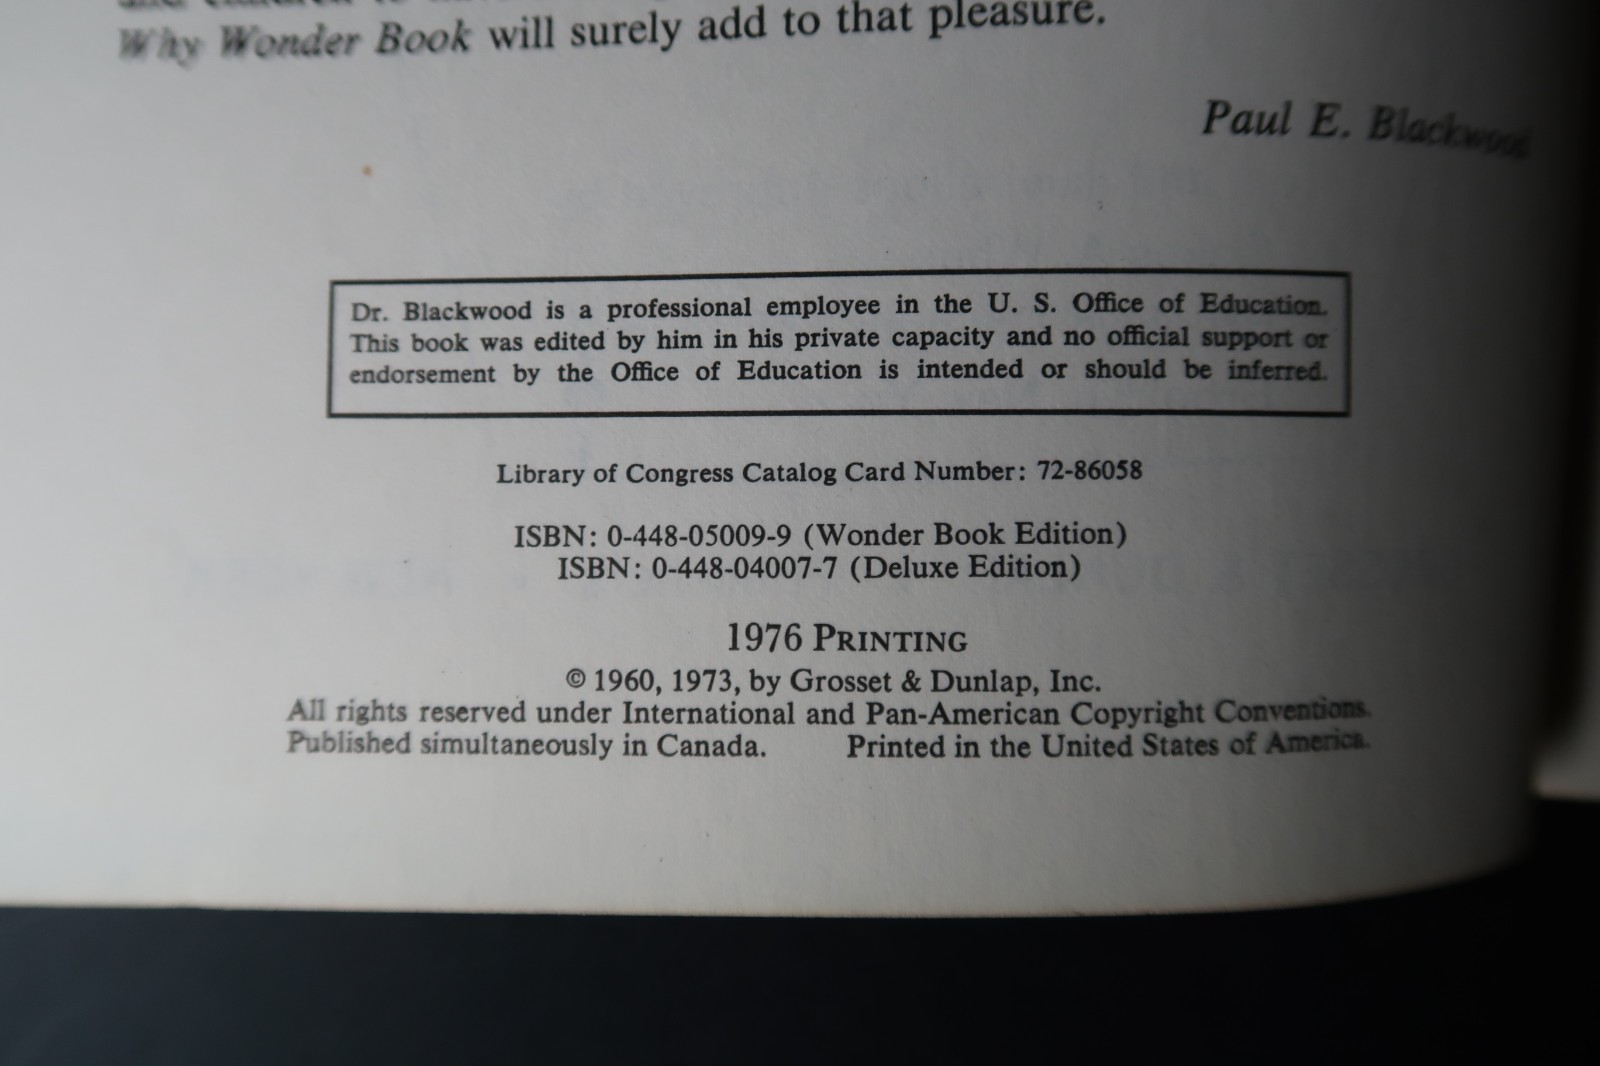 Why Wonder Book will surely add to that pleasure.
Paul E. Blackwood
Dr. Blackwood is a professional employee in the U. S. Office of Education.
This book was edited by him in his private capacity and no official support or
endorsement by the Office of Education is intended or should be inferred.
Library of Congress Catalog Card Number: 72-86058
ISBN: 0-448-05009-9 (Wonder Book Edition)
ISBN: 0-448-04007-7 (Deluxe Edition)
1976 PRINTING
© 1960, 1973, by Grosset & Dunlap, Inc.
All rights reserved under International and Pan-American Copyright Conventions.
Published simultaneously in Canada. Printed in the United States of America.